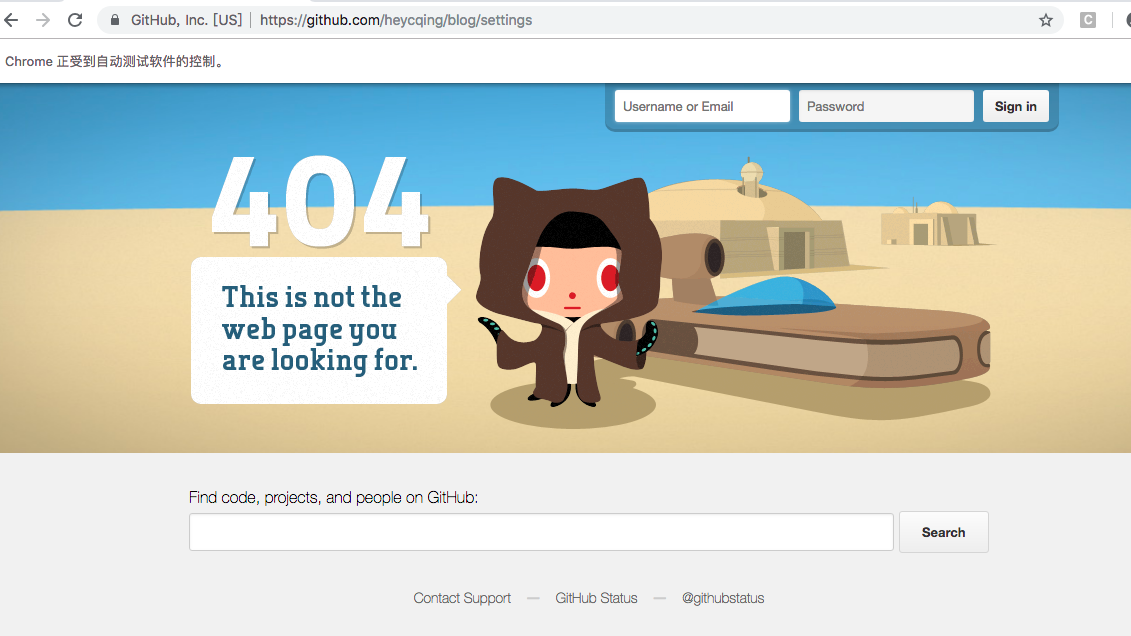 GitHub, Inc. [US] | https://github.com/heycqing/blog/settings
C
Chrome 正受到自动测试软件的控制。
Username or Email Password Sign in
404
This is not the
web page you
are looking for.
Find code, projects, and people on GitHub:
Search
Contact Support — GitHub Status — @githubstatus